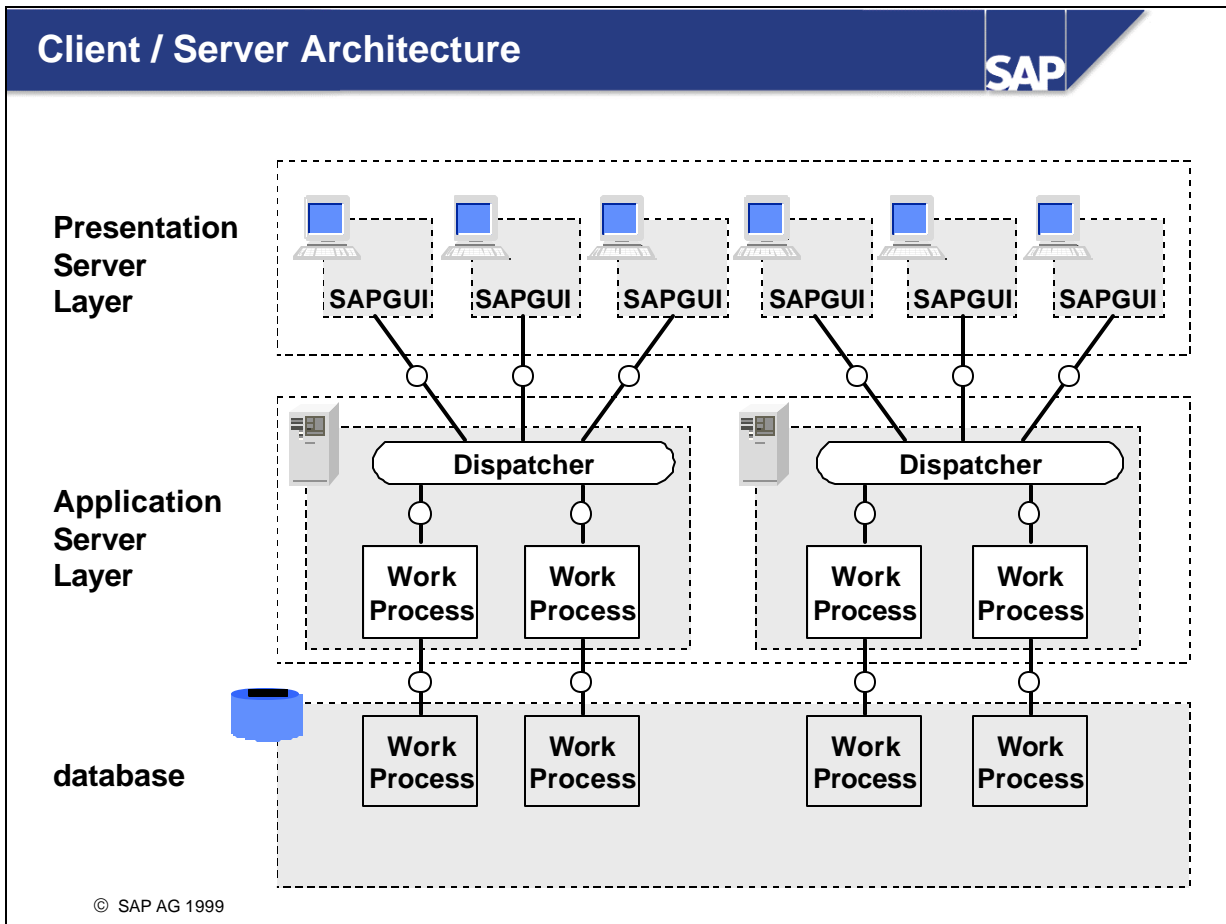 Client / Server Architecture
SAP
Presentation
Server
Layer
SAPGUI SAPGUI SAPGUI SAPGUI SAPGUI SAPGUI
Application
Server
Layer
Dispatcher Dispatcher
Work Process
Work Process
Work Process
Work Process
database
Work Process
Work Process
Work Process
Work Process
© SAP AG 1999